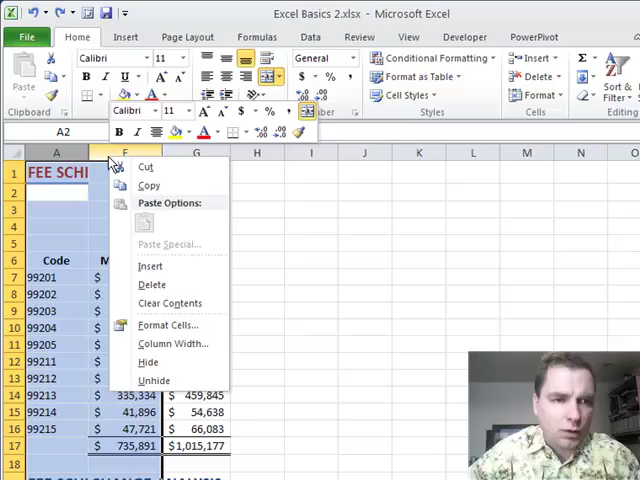 Excel Basics 2.xlsx - Microsoft Excel
File Home Insert Page Layout Formulas Data Review View Developer PowerPivot
Calibri 11 General Conditional Formatting Insert
Paste B I U $ % , Format as Table Delete Sort &
Cell Styles Format Filter
Clipboard Styles Cells
Calibri 11 A A $ % ,
A2 B I A
A F G H I J K L M N O
1 FEE SCHE
2
3
4
5
6 Code M
7 99201 $
8 99202 $
9 99203 $
10 99204 $
11 99205 $
12 99211 $
13 99212 $
14 99213 $ 335,334 $ 459,845
15 99214 $ 41,896 $ 54,638
16 99215 $ 47,721 $ 66,083
17 $ 735,891 $1,015,177
18
Cut
Copy
Paste Options:
Paste Special...
Insert
Delete
Clear Contents
Format Cells...
Column Width...
Hide
Unhide